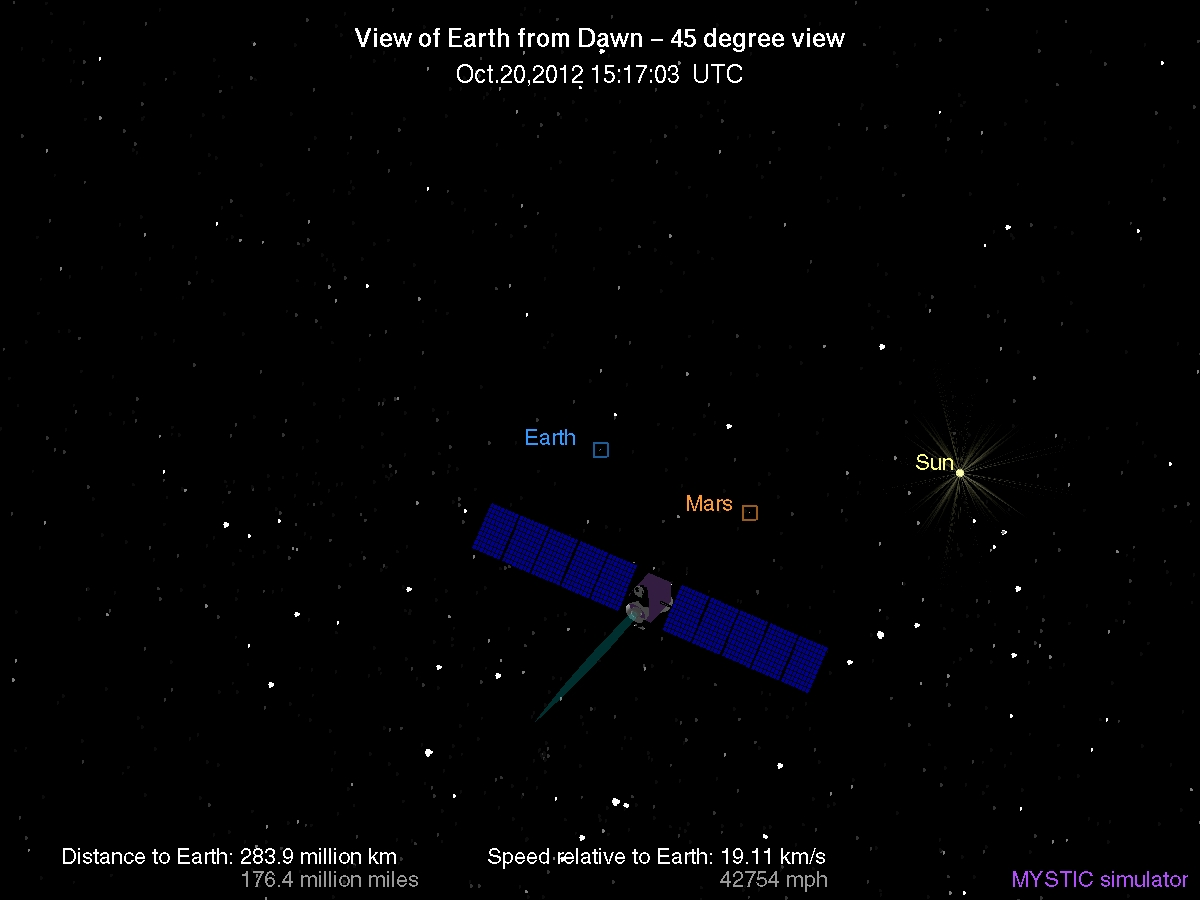 View of Earth from Dawn – 45 degree view
Oct.20,2012 15:17:03 UTC
Earth
Sun
Mars
Distance to Earth: 283.9 million km
176.4 million miles
Speed relative to Earth: 19.11 km/s
42754 mph
MYSTIC simulator